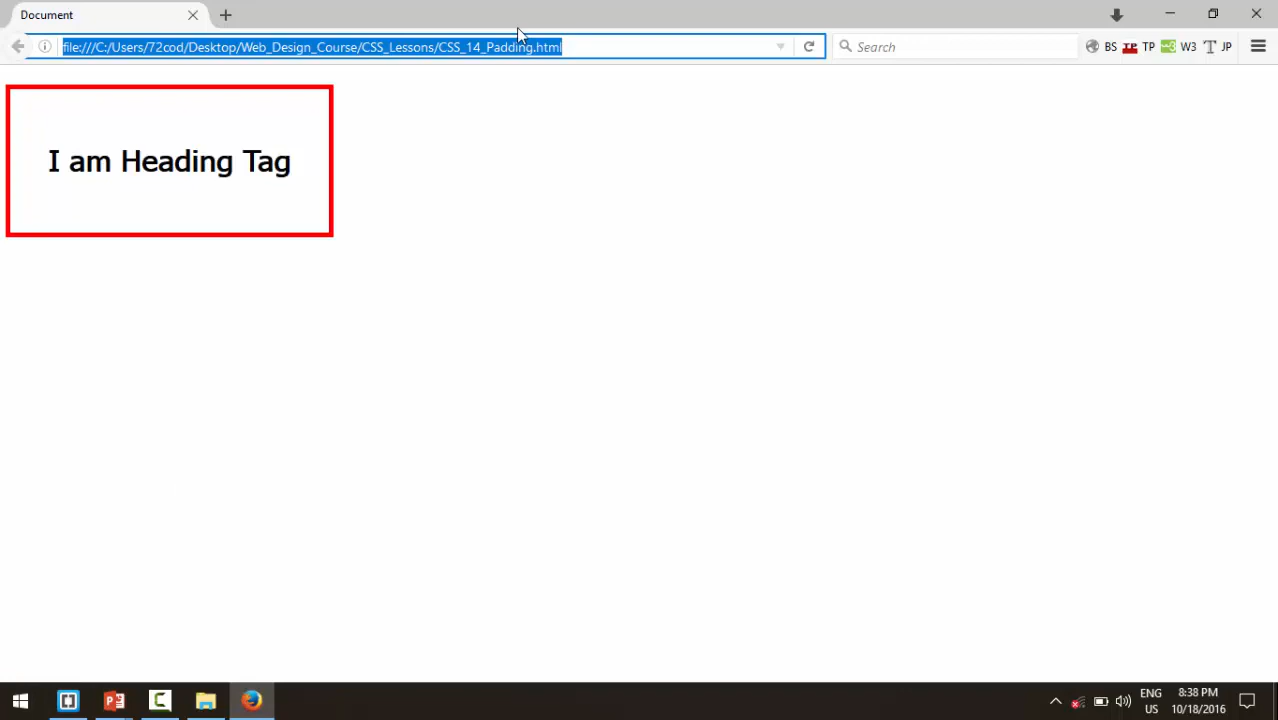 Document
file:///C:/Users/72cod/Desktop/Web_Design_Course/CSS_Lessons/CSS_14_Padding.html
Search
BS TP TP W3 JP
I am Heading Tag
ENG 8:38 PM
US 10/18/2016